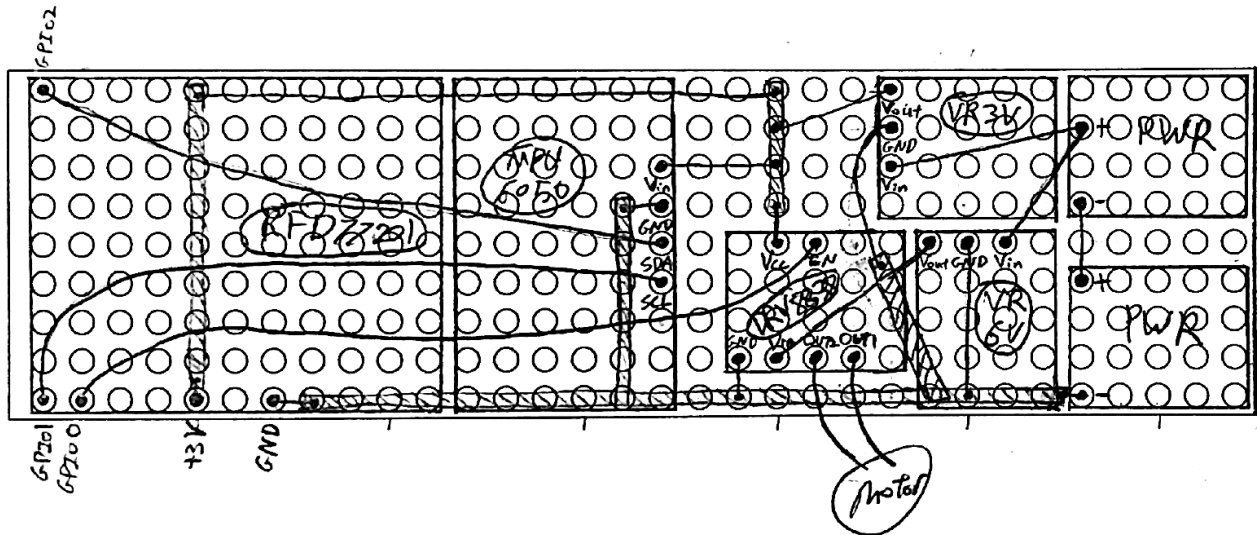 GPIO2
RFD77201
MPU
6050
Vin
GND
SDA
SCL
Vout
GND
Vin
VR3V
+
PWR
-
Vcc
EN
GND
Vin
OUT2
OUT1
Vout
GND
Vin
VR
6V
+
PWR
-
GPIO1
GPIO0
+3V
GND
Motor